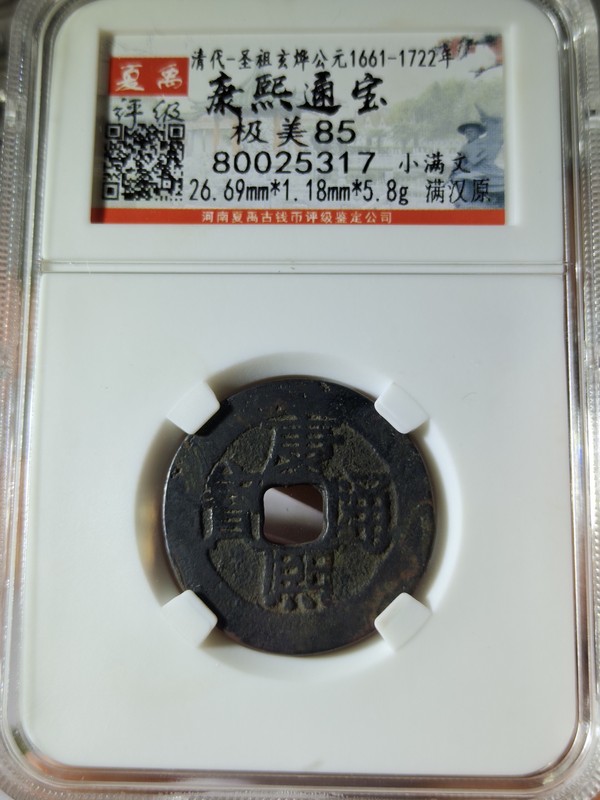 清代-圣祖玄烨公元1661-1722年
夏禹
评级
康熙通宝
极美85
80025317 小满文
26.69mm*1.18mm*5.8g 满汉原
河南夏禹古钱币评级鉴定公司
康熙通寳